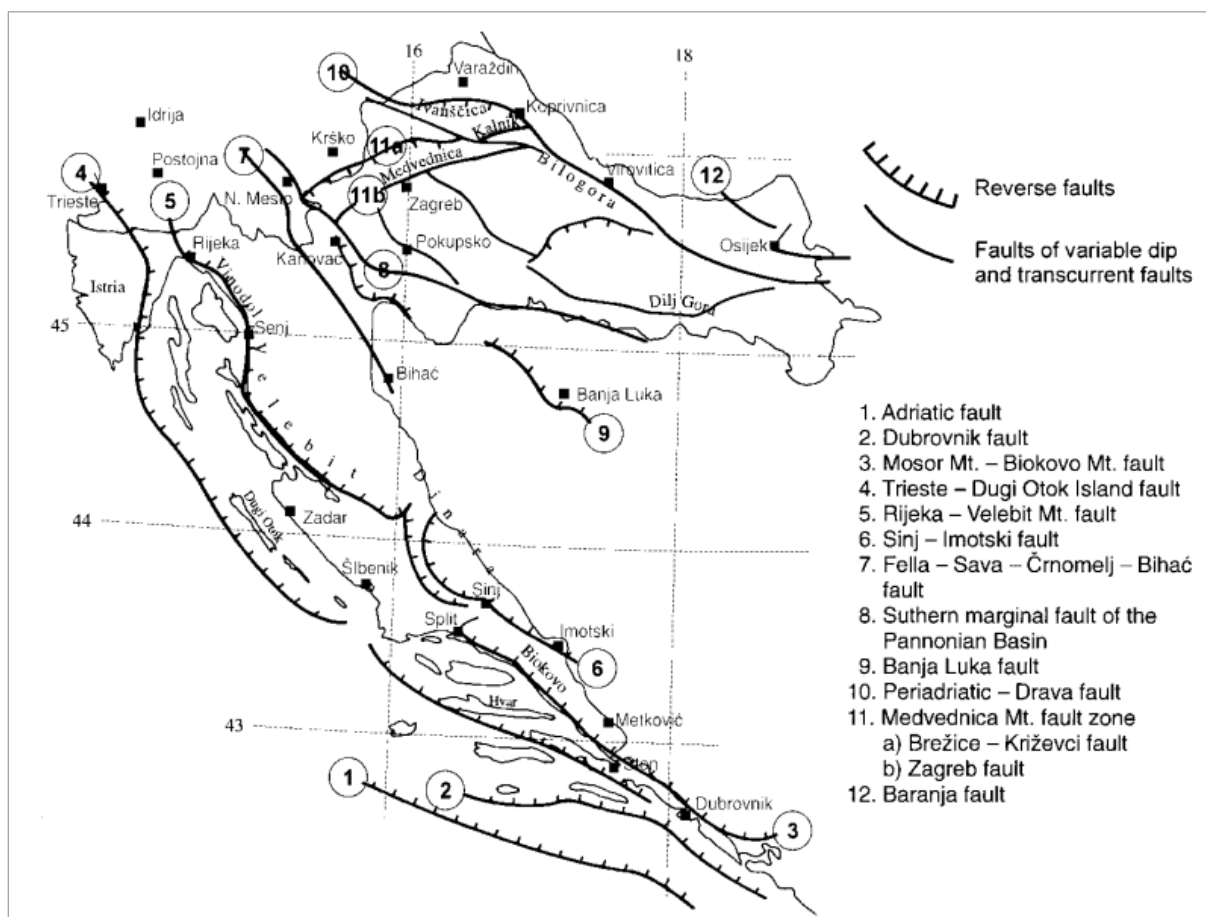 16
18
10
Varaždin
Ivanščica
Koprivnica
Idrija
Kalnik
Krško
11a
Medvednica
7
Postojna
4
Trieste
5
N. Mesto
11b
Zagreb
Bilogora
Virovitica
12
Reverse faults
Rijeka
Kanovac
Pokupsko
Osijek
Faults of variable dip
and transcurrent faults
8
Istria
Vinodol
Dilj Gora
45
Senj
Velebit
Bihać
Banja Luka
9
1. Adriatic fault
2. Dubrovnik fault
3. Mosor Mt. – Biokovo Mt. fault
4. Trieste – Dugi Otok Island fault
5. Rijeka – Velebit Mt. fault
6. Sinj – Imotski fault
7. Fella – Sava – Črnomelj – Bihać
fault
8. Suthern marginal fault of the
Pannonian Basin
9. Banja Luka fault
10. Periadriatic – Drava fault
11. Medvednica Mt. fault zone
a) Brežice – Križevci fault
b) Zagreb fault
12. Baranja fault
Dinara
44
Dugi Otok
Zadar
Šlbenik
Sinj
Split
Imotski
6
Biokovo
Hvar
43
Metković
Ston
1
2
Dubrovnik
3